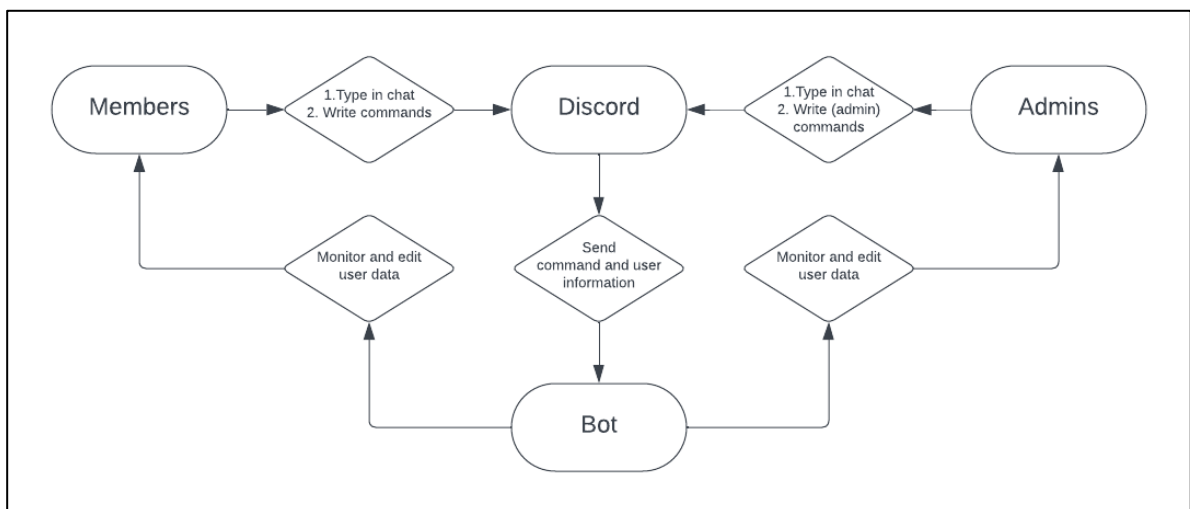 Members
1.Type in chat
2. Write commands
Discord
1.Type in chat
2. Write (admin)
commands
Admins
Monitor and edit
user data
Send
command and user
information
Monitor and edit
user data
Bot